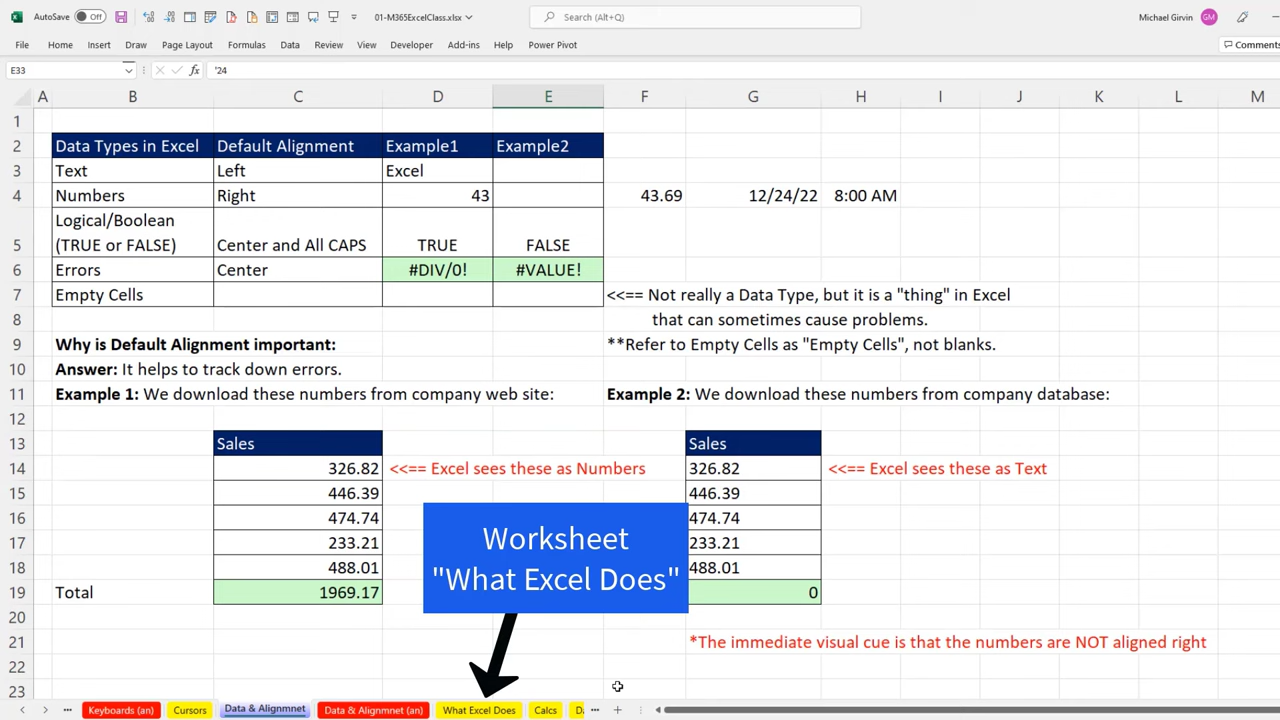 AutoSave Off 01-M365ExcelClass.xlsx Search (Alt+Q) Michael Girvin GM
File Home Insert Draw Page Layout Formulas Data Review View Developer Add-ins Help Power Pivot Comments
E33 fx '24
A B C D E F G H I J K L M
1
2 Data Types in Excel Default Alignment Example1 Example2
3 Text Left Excel
4 Numbers Right 43 43.69 12/24/22 8:00 AM
Logical/Boolean
5 (TRUE or FALSE) Center and All CAPS TRUE FALSE
6 Errors Center #DIV/0! #VALUE!
7 Empty Cells <<== Not really a Data Type, but it is a "thing" in Excel
8 that can sometimes cause problems.
9 Why is Default Alignment important: **Refer to Empty Cells as "Empty Cells", not blanks.
10 Answer: It helps to track down errors.
11 Example 1: We download these numbers from company web site: Example 2: We download these numbers from company database:
12
13 Sales Sales
14 326.82 <<== Excel sees these as Numbers 326.82 <<== Excel sees these as Text
15 446.39 446.39
16 474.74 474.74
17 233.21 233.21
18 488.01 488.01
19 Total 1969.17 0
Worksheet
"What Excel Does"
20
21 *The immediate visual cue is that the numbers are NOT aligned right
22
23
Keyboards (an) Cursors Data & Alignmnet Data & Alignmnet (an) What Excel Does Calcs